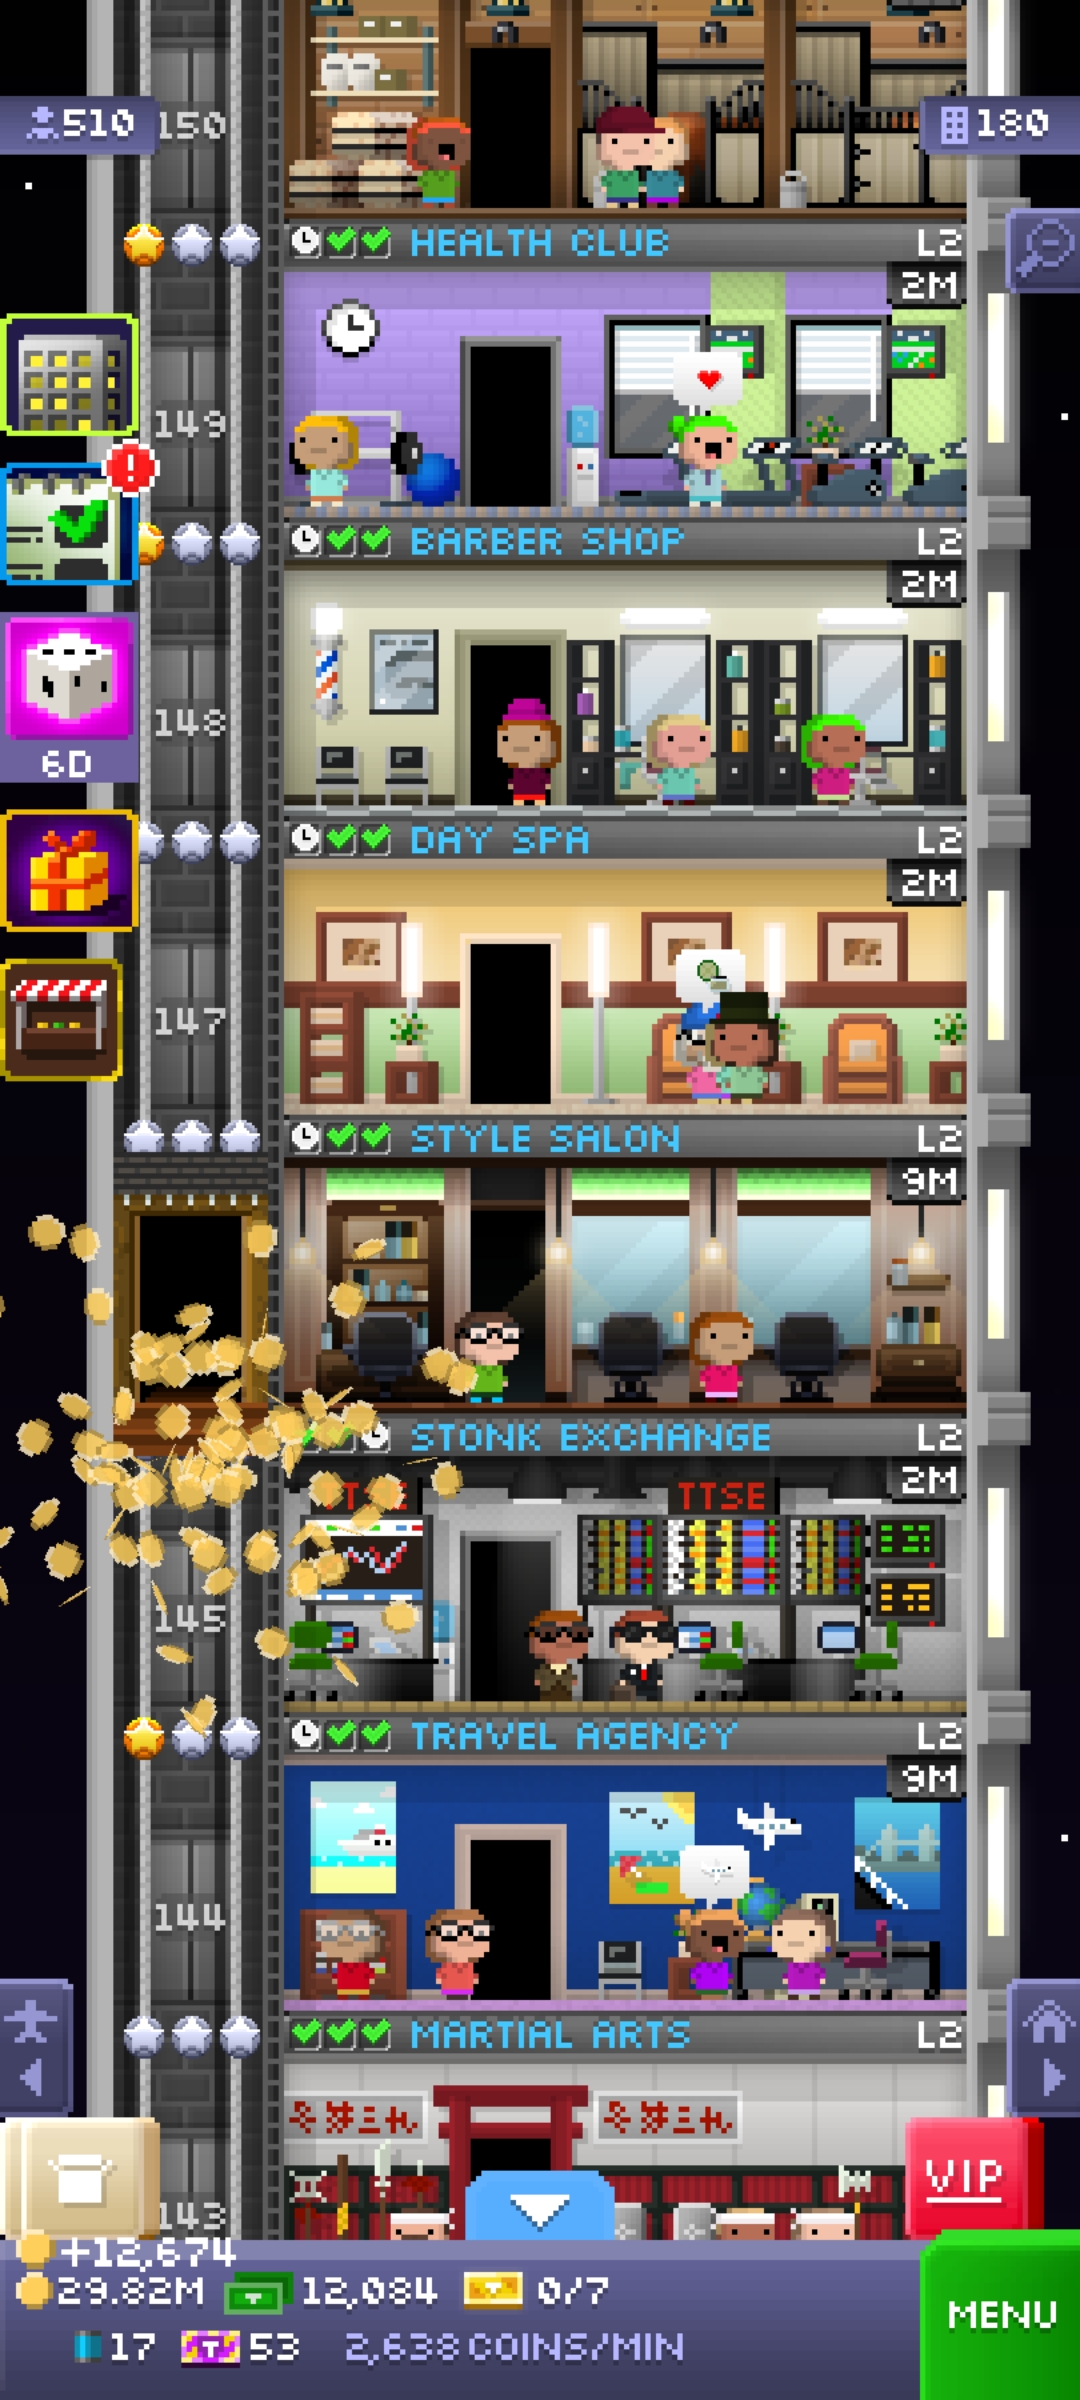 510
150
180
HEALTH CLUB
L2
2M
149
BARBER SHOP
L2
2M
148
6D
DAY SPA
L2
2M
147
STYLE SALON
L2
9M
STONK EXCHANGE
L2
2M
TTSE
145
TRAVEL AGENCY
L2
9M
144
MARTIAL ARTS
L2
VIP
143
+12,674
29.82M
12,084
0/7
MENU
17
53
2,638 COINS/MIN